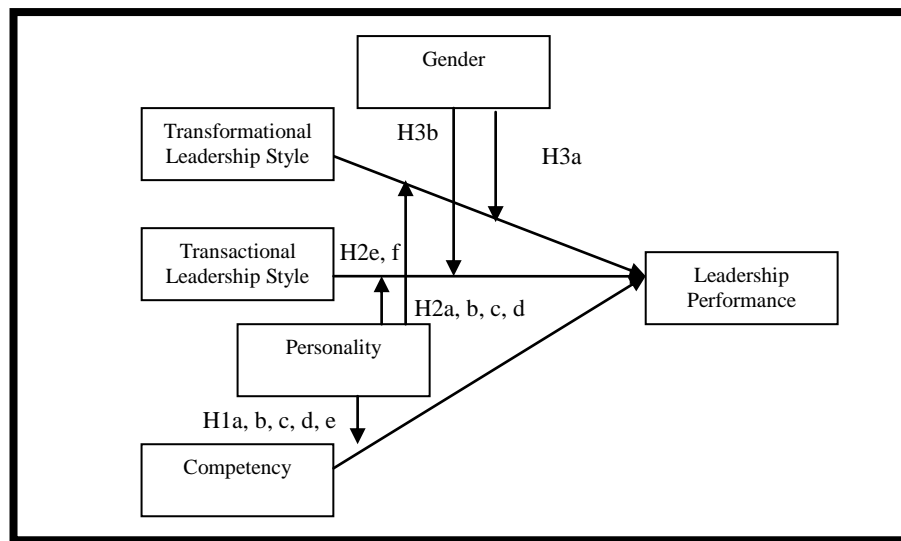 Gender
H3b
H3a
Transformational
Leadership Style
Transactional
Leadership Style
H2e, f
Leadership
Performance
H2a, b, c, d
Personality
H1a, b, c, d, e
Competency